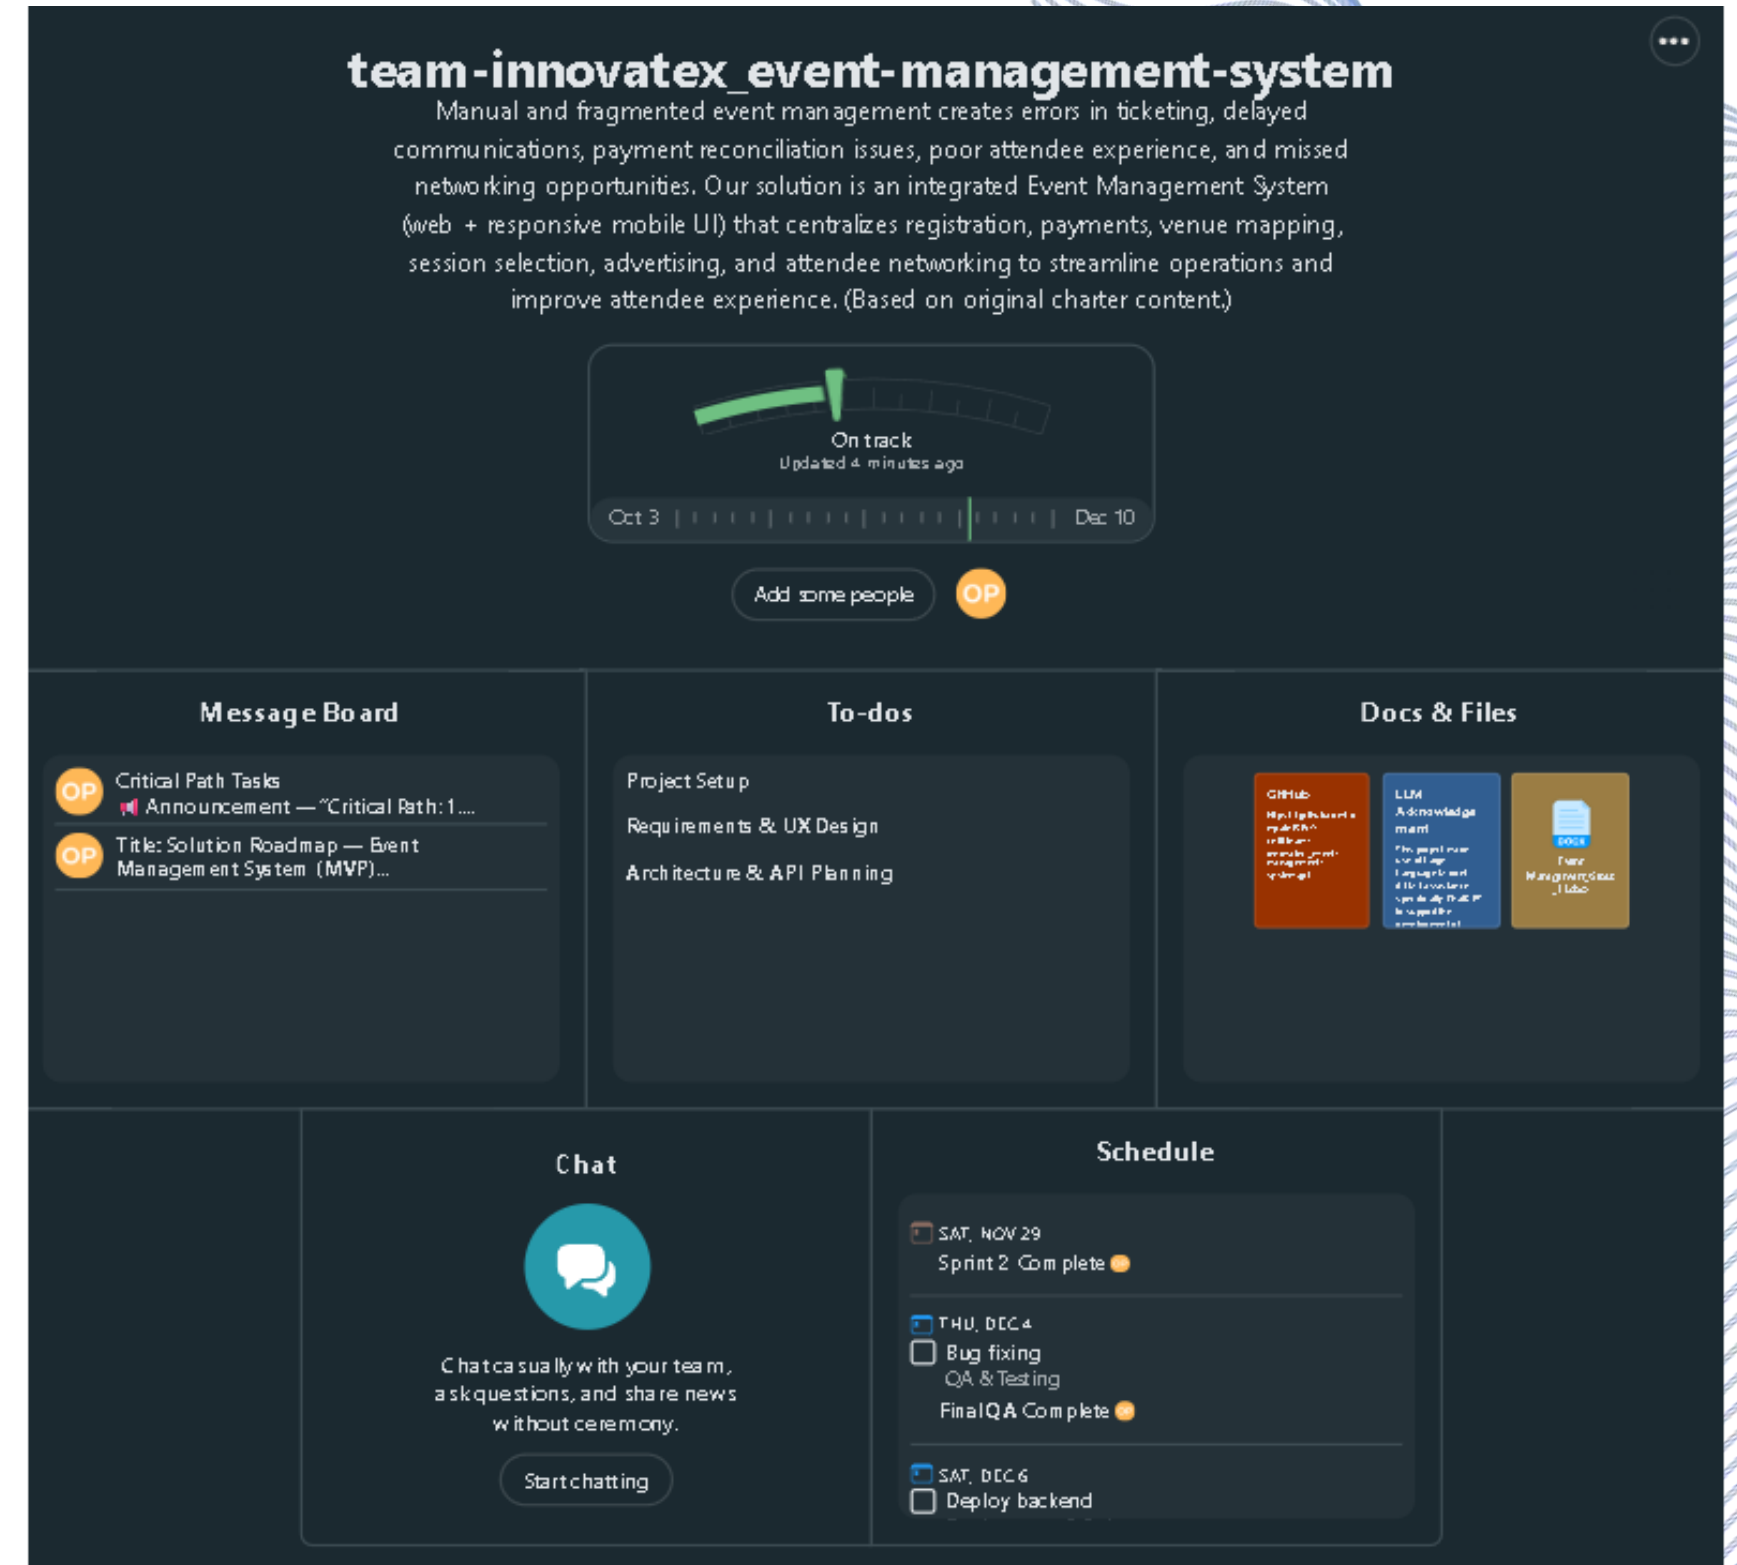 team-innovatex_event-management-system
Manual and fragmented event management creates errors in ticketing, delayed
communications, payment reconciliation issues, poor attendee experience, and missed
networking opportunities. Our solution is an integrated Event Management System
(web + responsive mobile UI) that centralizes registration, payments, venue mapping,
session selection, advertising, and attendee networking to streamline operations and
improve attendee experience. (Based on original charter content.)
On track
Updated 4 minutes ago
Oct 3
Dec 10
Add some people
OP
Message Board
OP
Critical Path Tasks
Announcement — “Critical Path: 1....
OP
Title: Solution Roadmap — Event
Management System (MVP)...
To-dos
Project Setup
Requirements & UX Design
Architecture & API Planning
Docs & Files
GitHub
LLM
Acknowledge
ment
DOCX
Chat
Chat casually with your team,
ask questions, and share news
without ceremony.
Start chatting
Schedule
SAT, NOV 29
Sprint 2 Complete
THU, DEC 4
Bug fixing
QA & Testing
Final QA Complete
SAT, DEC 6
Deploy backend